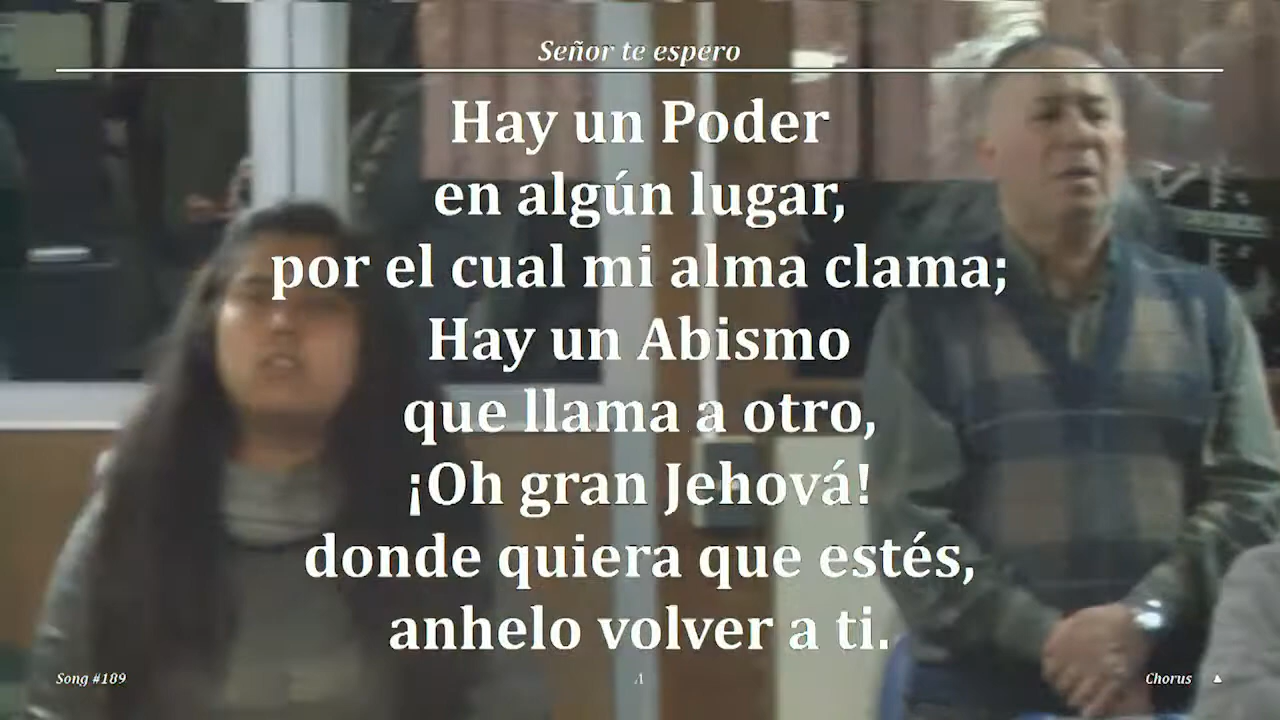 Señor te espero
Hay un Poder
en algún lugar,
por el cual mi alma clama;
Hay un Abismo
que llama a otro,
¡Oh gran Jehová!
donde quiera que estés,
anhelo volver a ti.
Song #189
A
Chorus ▲